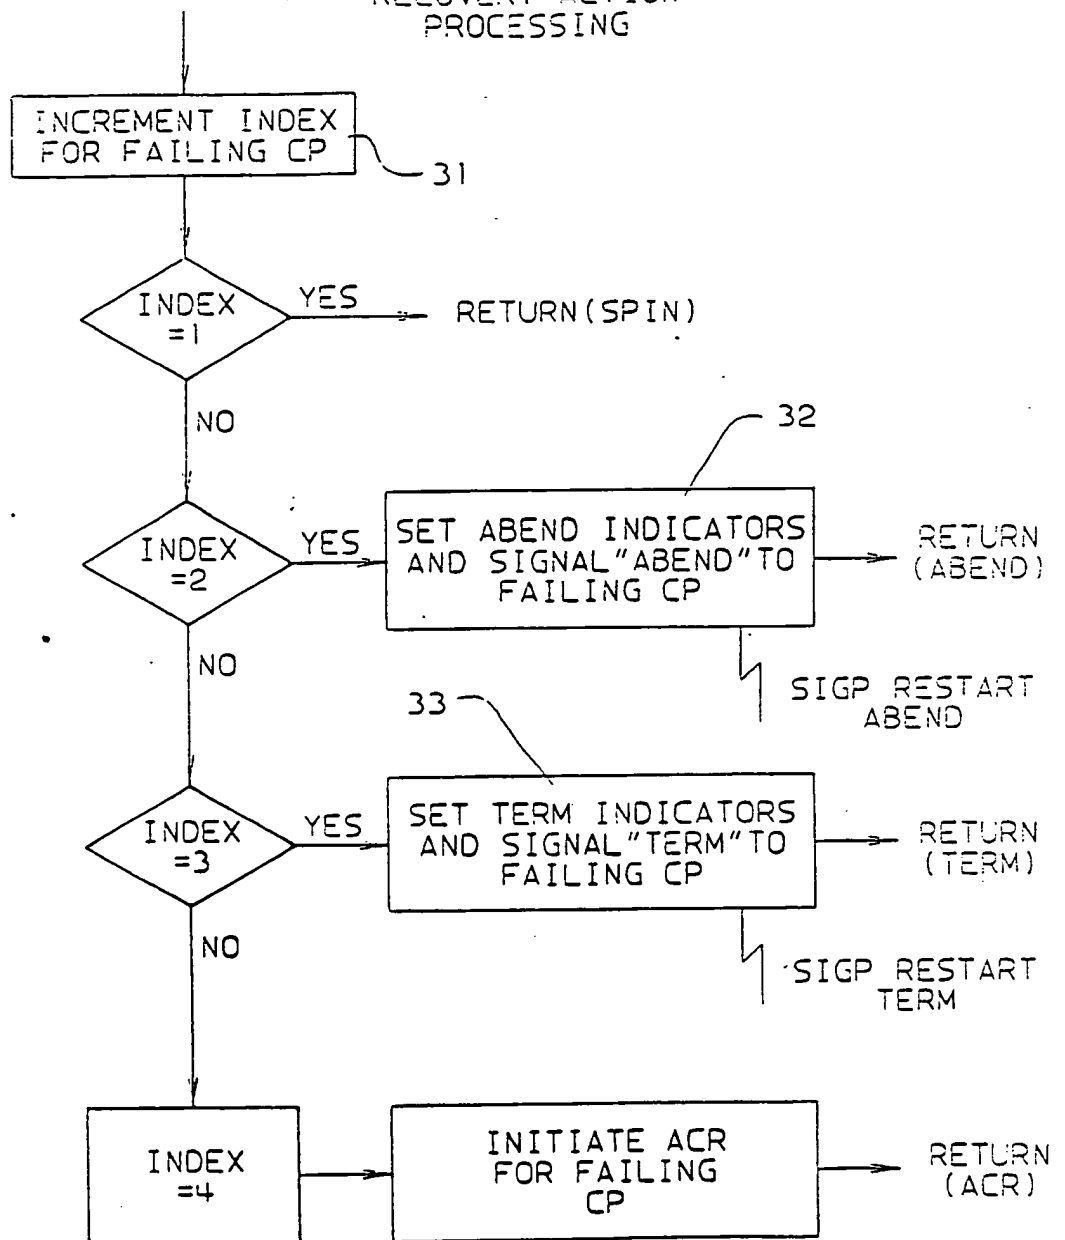 RECOVERY ACTION
PROCESSING
INCREMENT INDEX
FOR FAILING CP
31
INDEX
=1
YES
RETURN(SPIN)
NO
32
INDEX
=2
YES
SET ABEND INDICATORS
AND SIGNAL"ABEND"TO
FAILING CP
RETURN
(ABEND)
NO
SIGP RESTART
ABEND
33
INDEX
=3
YES
SET TERM INDICATORS
AND SIGNAL"TERM"TO
FAILING CP
RETURN
(TERM)
NO
SIGP RESTART
TERM
INDEX
=4
INITIATE ACR
FOR FAILING
CP
RETURN
(ACR)